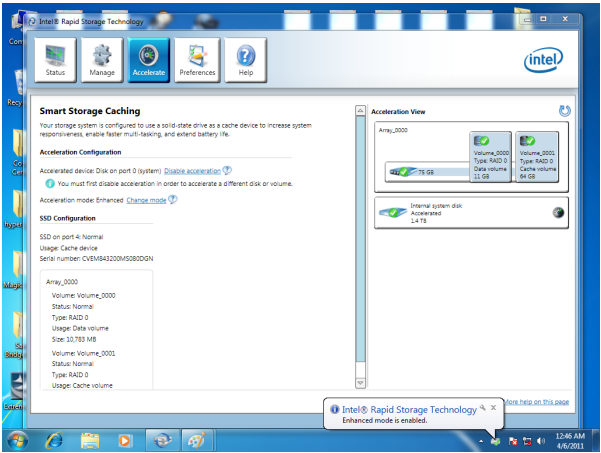 Intel® Rapid Storage Technology
Status
Manage
Accelerate
Preferences
Help
intel
Smart Storage Caching
Your storage system is configured to use a solid-state drive as a cache device to increase system
responsiveness, enable faster multi-tasking, and extend battery life.
Acceleration Configuration
Accelerated device: Disk on port 0 (system) Disable acceleration
You must first disable acceleration in order to accelerate a different disk or volume.
Acceleration mode: Enhanced Change mode
SSD Configuration
SSD on port 4: Normal
Usage: Cache device
Serial number: CVEM843200MS080DGN
Array_0000
Volume: Volume_0000
Status: Normal
Type: RAID 0
Usage: Data volume
Size: 10,783 MB
Volume: Volume_0001
Status: Normal
Type: RAID 0
Usage: Cache volume
Acceleration View
Array_0000
Volume_0000
Type: RAID 0
Data volume
11 GB
Volume_0001
Type: RAID 0
Cache volume
64 GB
75 GB
Internal system disk
Accelerated
1.4 TB
More help on this page
Intel® Rapid Storage Technology
Enhanced mode is enabled.
Com
Recy
Cen
Magic
Bridge
12:46 AM
4/6/2011